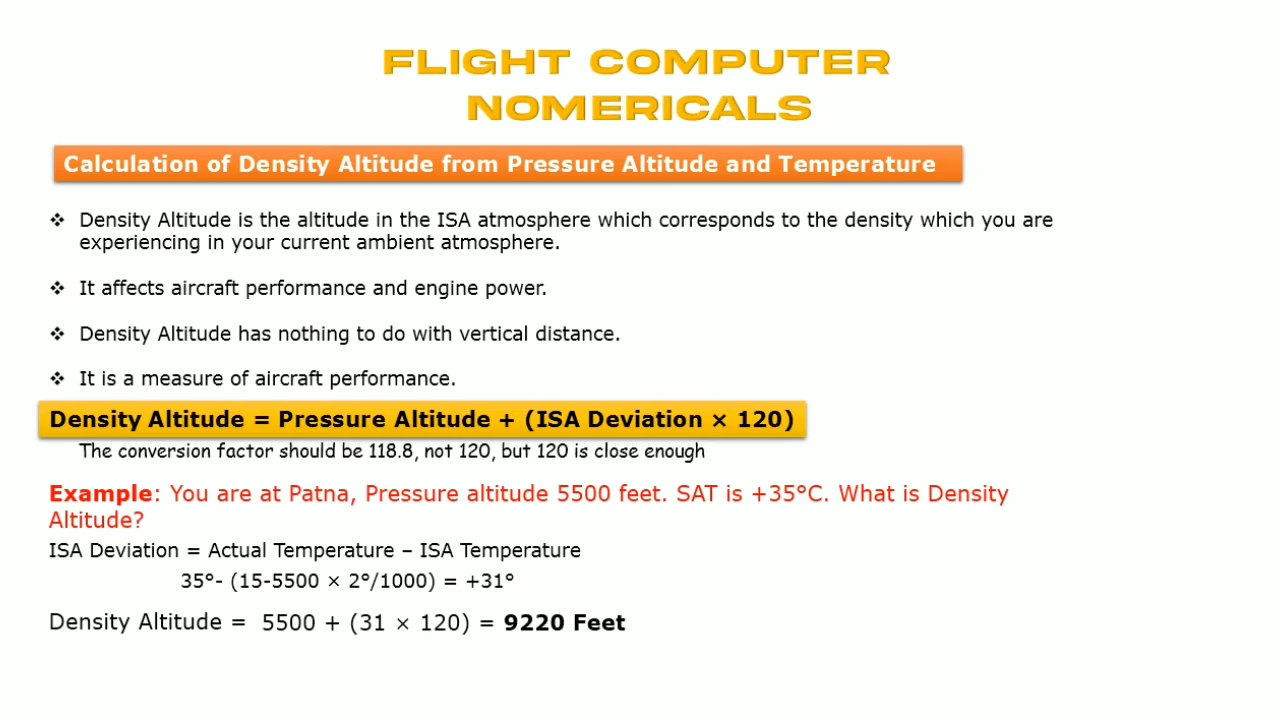 FLIGHT COMPUTER
NOMERICALS
Calculation of Density Altitude from Pressure Altitude and Temperature
❖ Density Altitude is the altitude in the ISA atmosphere which corresponds to the density which you are
experiencing in your current ambient atmosphere.
❖ It affects aircraft performance and engine power.
❖ Density Altitude has nothing to do with vertical distance.
❖ It is a measure of aircraft performance.
Density Altitude = Pressure Altitude + (ISA Deviation × 120)
The conversion factor should be 118.8, not 120, but 120 is close enough
Example: You are at Patna, Pressure altitude 5500 feet. SAT is +35°C. What is Density
Altitude?
ISA Deviation = Actual Temperature – ISA Temperature
35°- (15-5500 × 2°/1000) = +31°
Density Altitude = 5500 + (31 × 120) = 9220 Feet